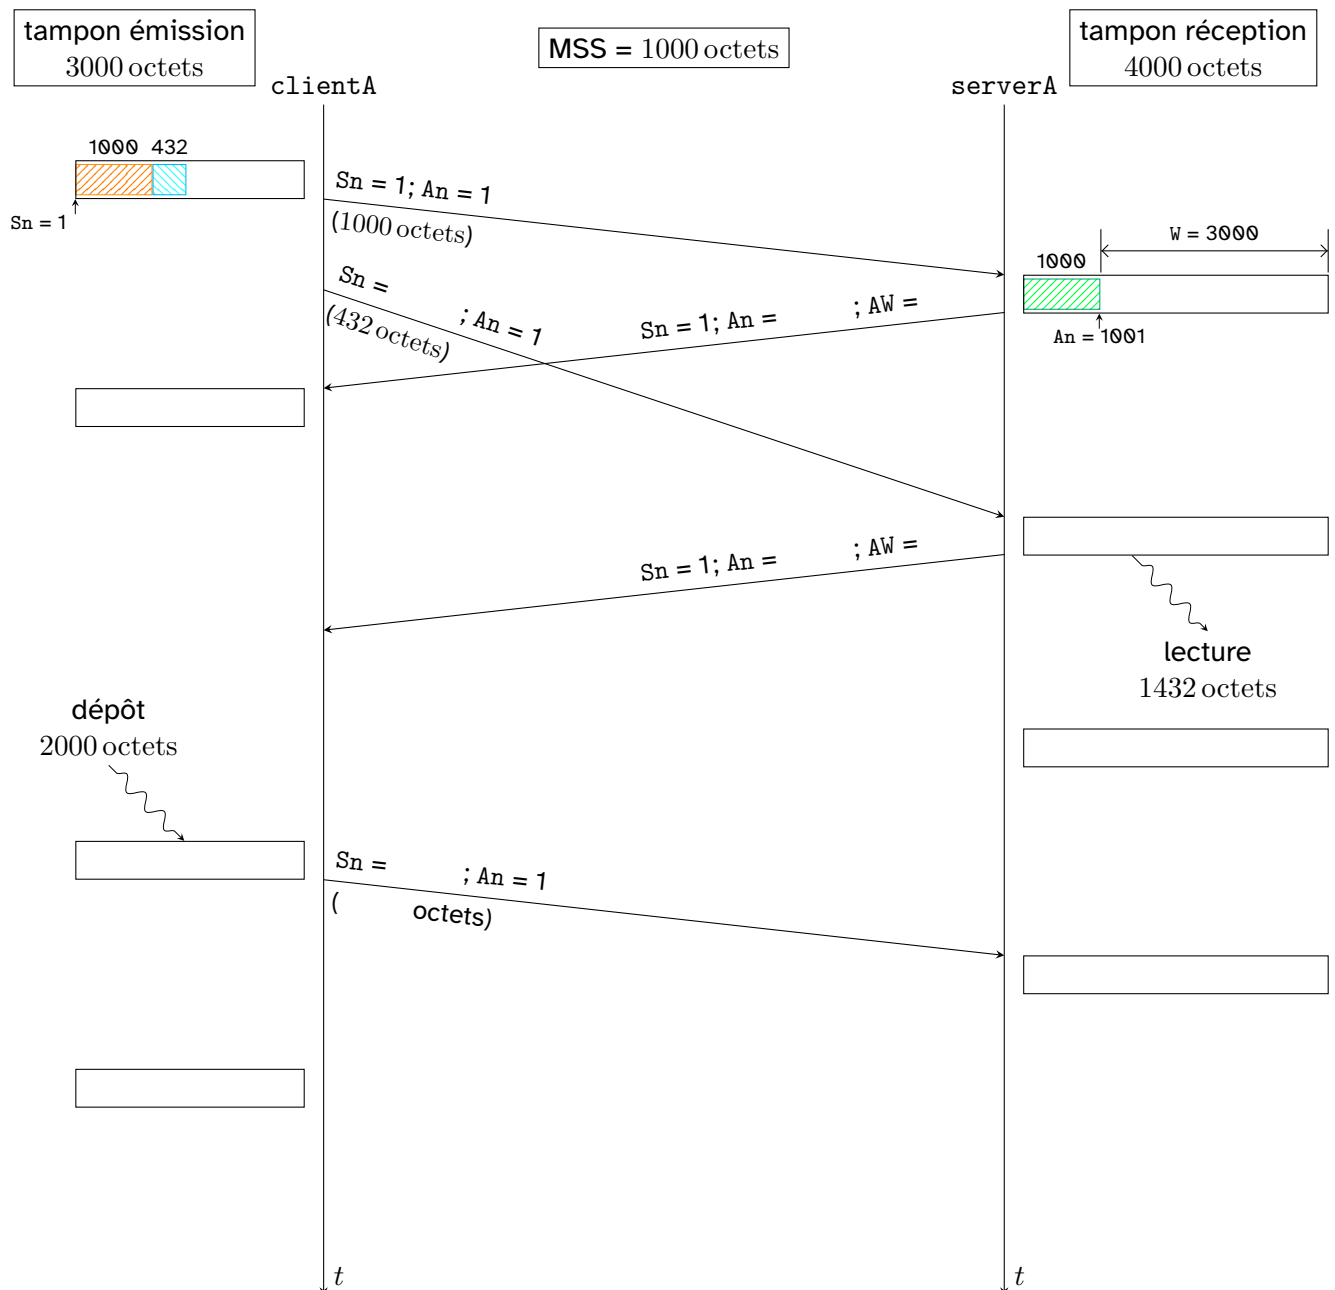 tampon émission
3000 octets
MSS = 1000 octets
tampon réception
4000 octets
clientA
serverA
1000 432
Sn = 1
Sn = 1; An = 1
(1000 octets)
W = 3000
1000
An = 1001
Sn = ; An = 1
(432 octets)
Sn = 1; An = ; AW =
Sn = 1; An = ; AW =
lecture
1432 octets
dépôt
2000 octets
Sn = ; An = 1
( octets)
t
t